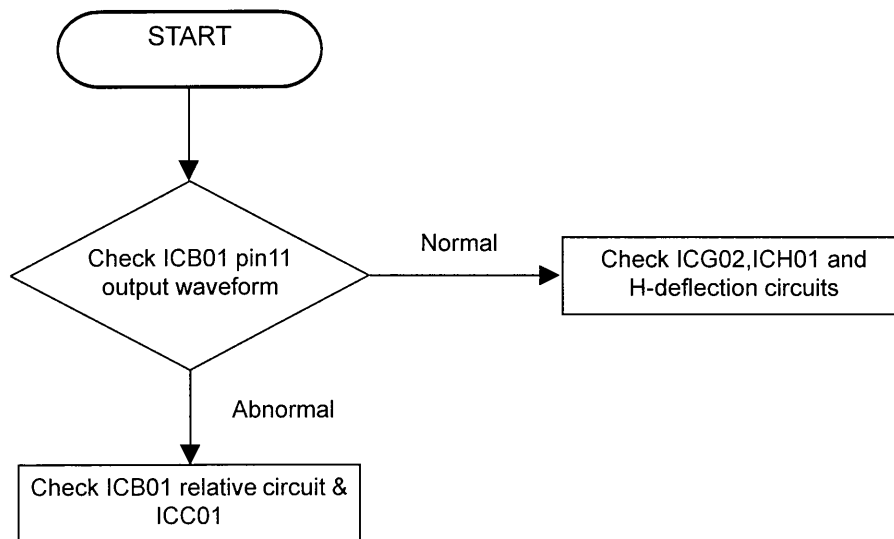 START
Check ICB01 pin11
output waveform
Normal
Check ICG02,ICH01 and
H-deflection circuits
Abnormal
Check ICB01 relative circuit &
ICC01